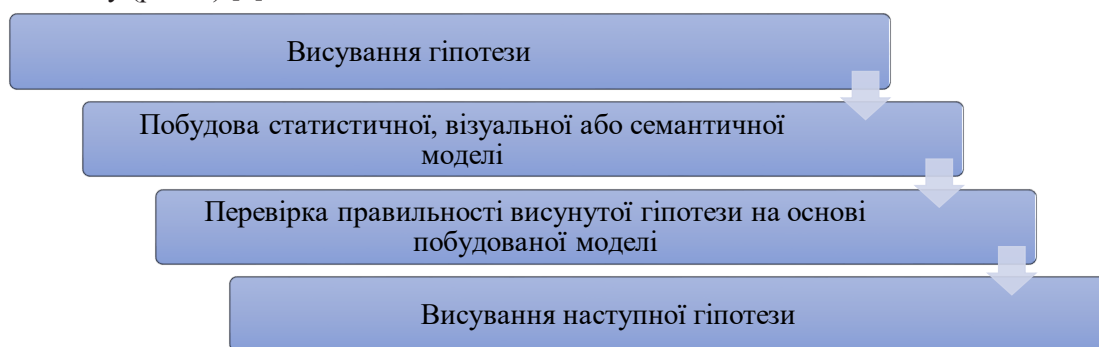 Висування гіпотези
Побудова статистичної, візуальної або семантичної
моделі
Перевірка правильності висунутої гіпотези на основі
побудованої моделі
Висування наступної гіпотези